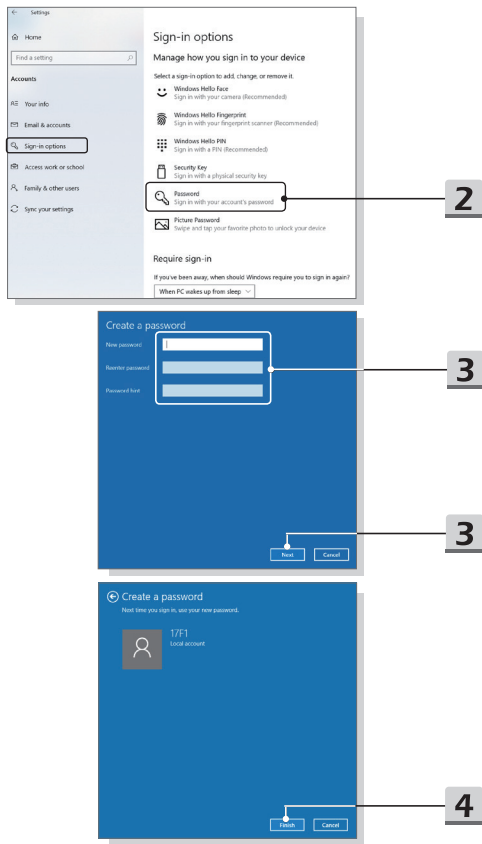 Settings
Home
Find a setting
Accounts
Your info
Email & accounts
Sign-in options
Access work or school
Family & other users
Sync your settings
Sign-in options
Manage how you sign in to your device
Select a sign-in option to add, change, or remove it.
Windows Hello Face
Sign in with your camera (Recommended)
Windows Hello Fingerprint
Sign in with your fingerprint scanner (Recommended)
Windows Hello PIN
Sign in with a PIN (Recommended)
Security Key
Sign in with a physical security key
Password
Sign in with your account's password
2
Picture Password
Swipe and tap your favorite photo to unlock your device
Require sign-in
If you've been away, when should Windows require you to sign in again?
When PC wakes up from sleep
Create a password
New password
Reenter password
3
Password hint
3
Next Cancel
Create a password
Next time you sign in, use your new password.
17F1
Local account
4
Finish Cancel